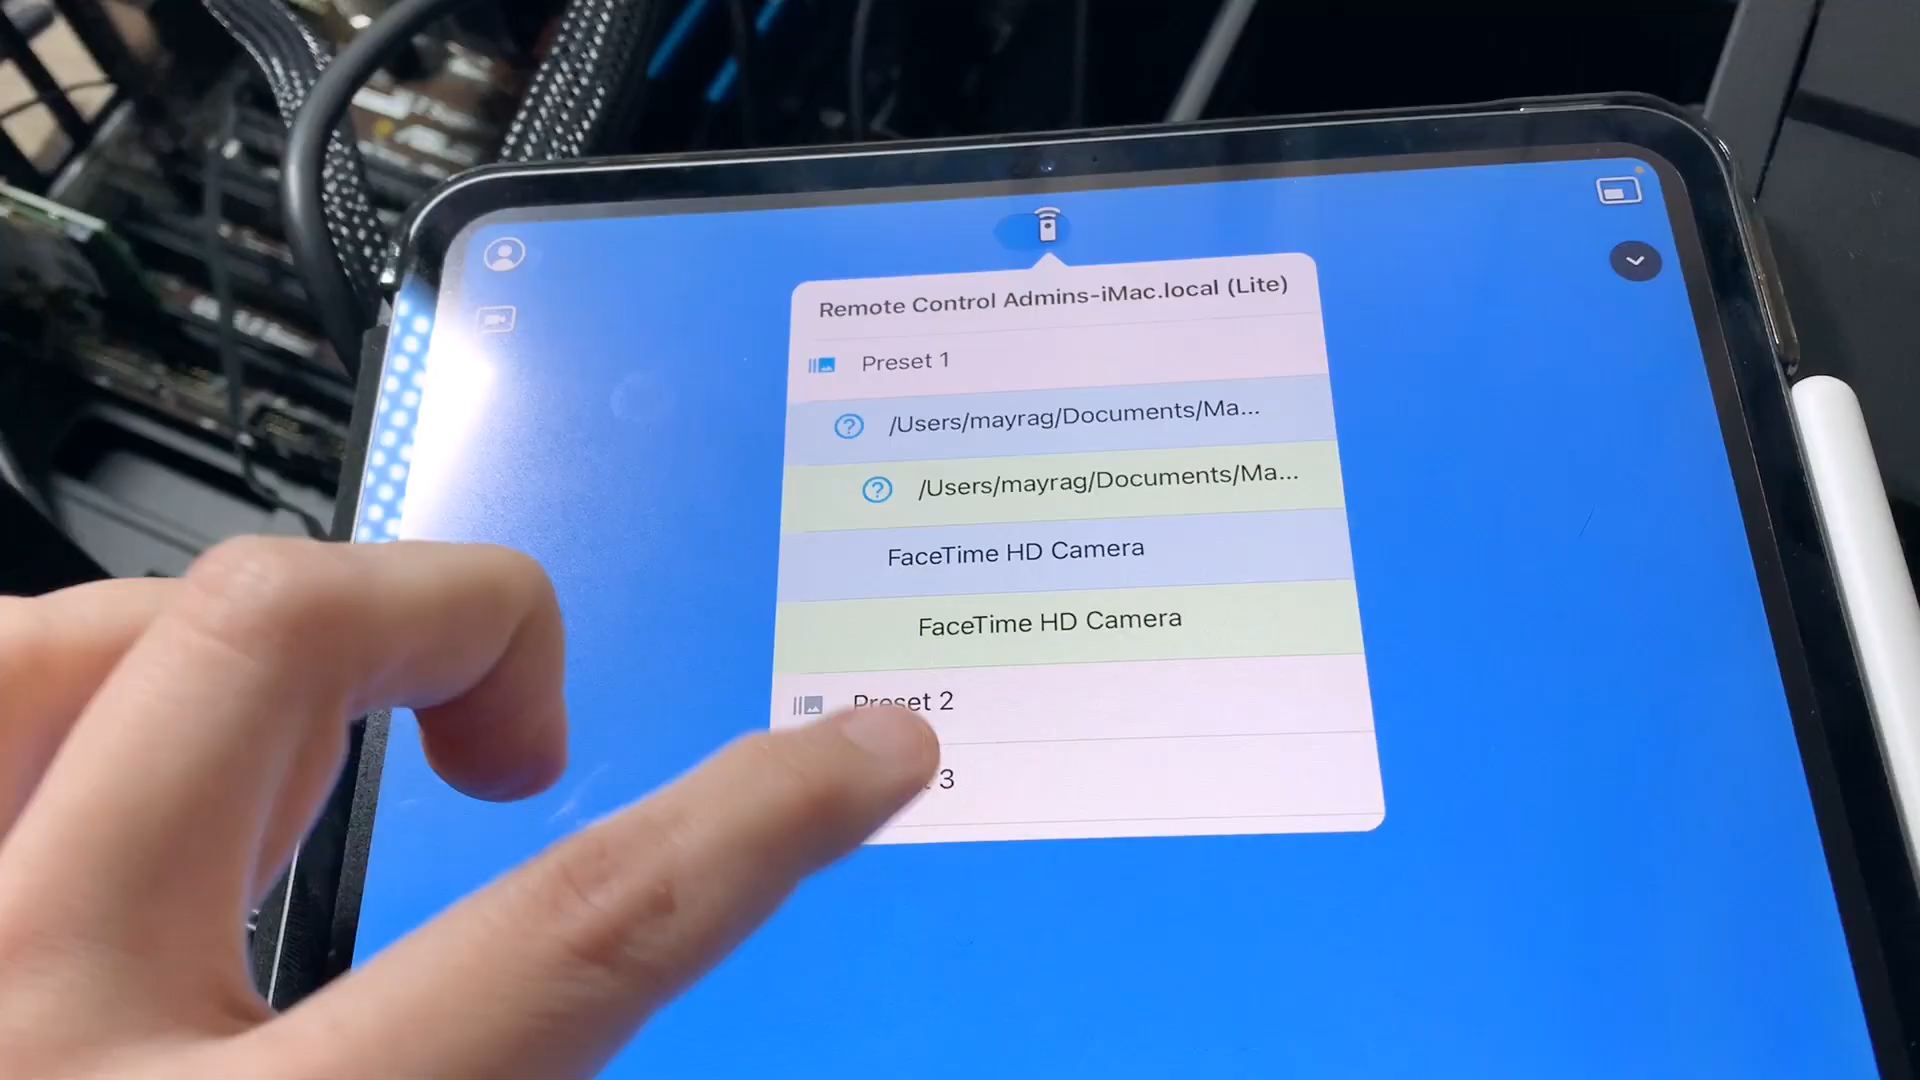 Remote Control Admins-iMac.local (Lite)
Preset 1
/Users/mayrag/Documents/Ma...
/Users/mayrag/Documents/Ma...
FaceTime HD Camera
FaceTime HD Camera
Preset 2
3